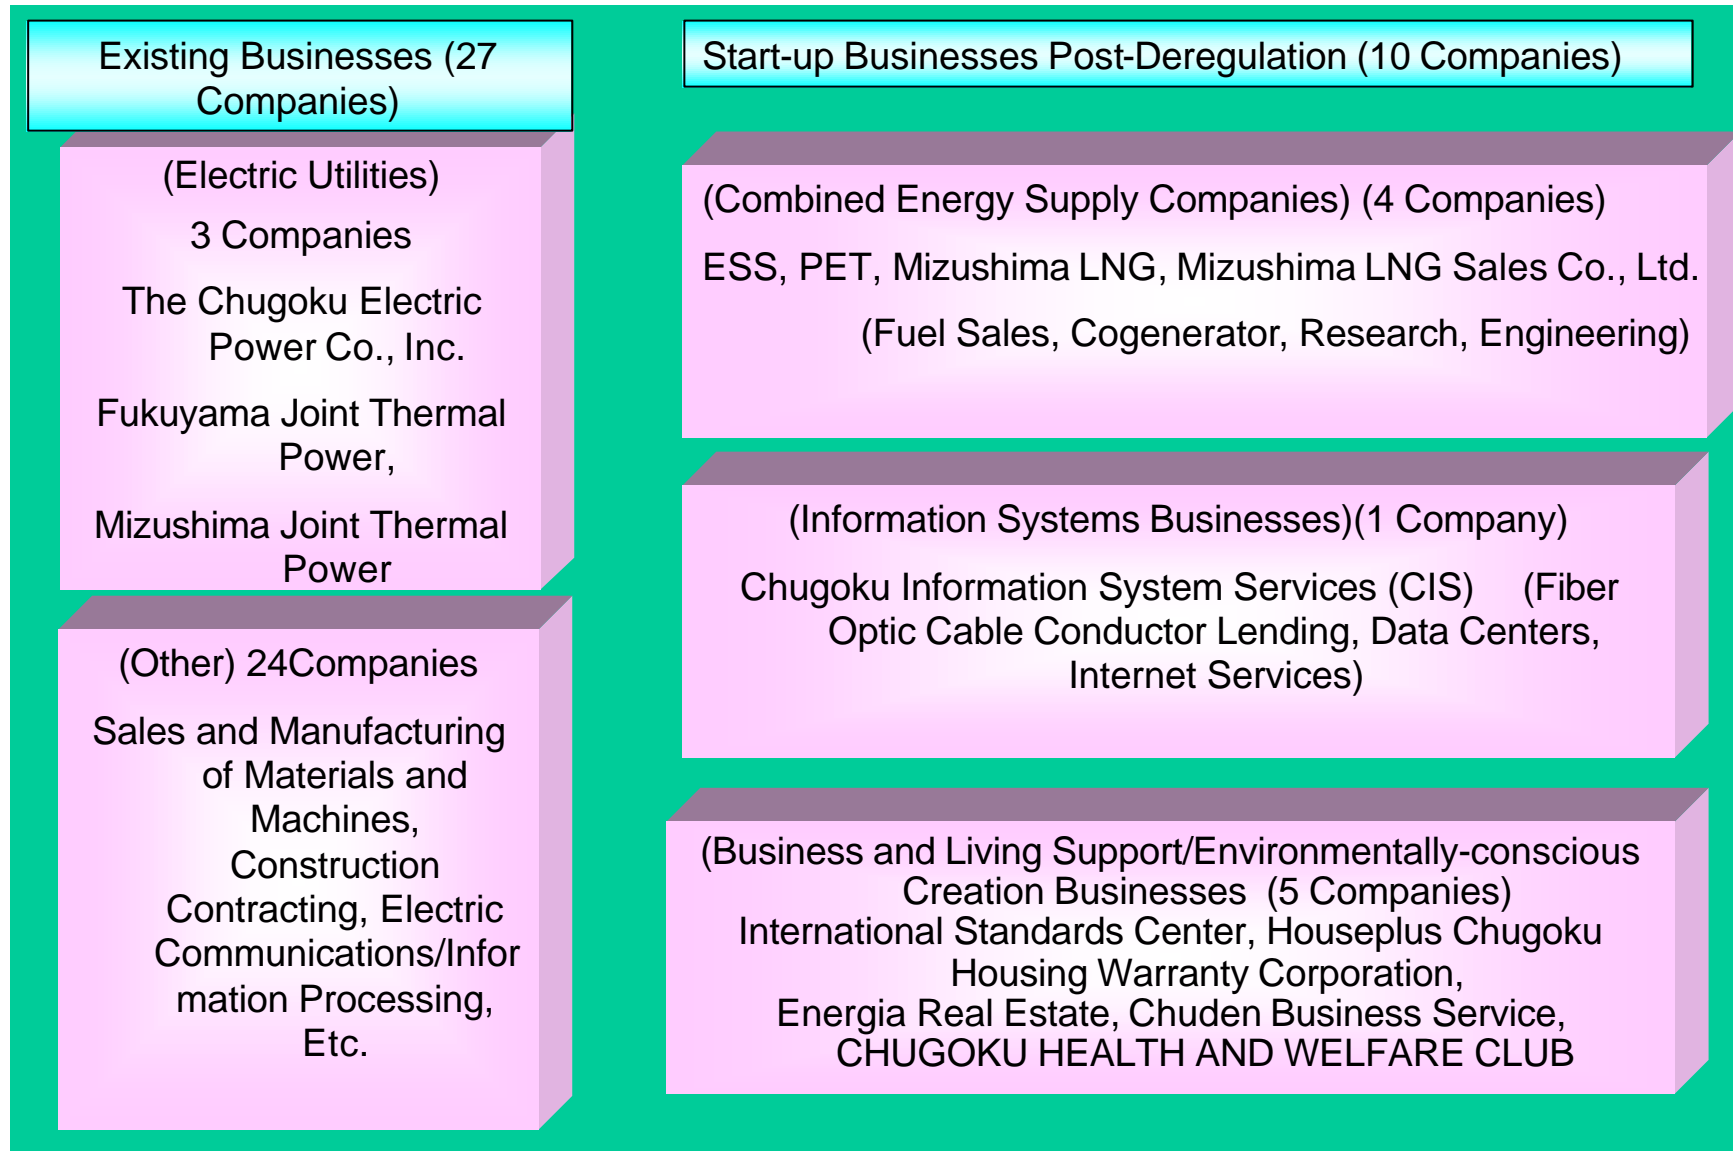 Existing Businesses (27
Companies)
(Electric Utilities)
3 Companies
The Chugoku Electric
Power Co., Inc.
Fukuyama Joint Thermal
Power,
Mizushima Joint Thermal
Power
(Other) 24Companies
Sales and Manufacturing
of Materials and
Machines,
Construction
Contracting, Electric
Communications/Infor
mation Processing,
Etc.
Start-up Businesses Post-Deregulation (10 Companies)
(Combined Energy Supply Companies) (4 Companies)
ESS, PET, Mizushima LNG, Mizushima LNG Sales Co., Ltd.
(Fuel Sales, Cogenerator, Research, Engineering)
(Information Systems Businesses)(1 Company)
Chugoku Information System Services (CIS) (Fiber
Optic Cable Conductor Lending, Data Centers,
Internet Services)
(Business and Living Support/Environmentally-conscious
Creation Businesses (5 Companies)
International Standards Center, Houseplus Chugoku
Housing Warranty Corporation,
Energia Real Estate, Chuden Business Service,
CHUGOKU HEALTH AND WELFARE CLUB